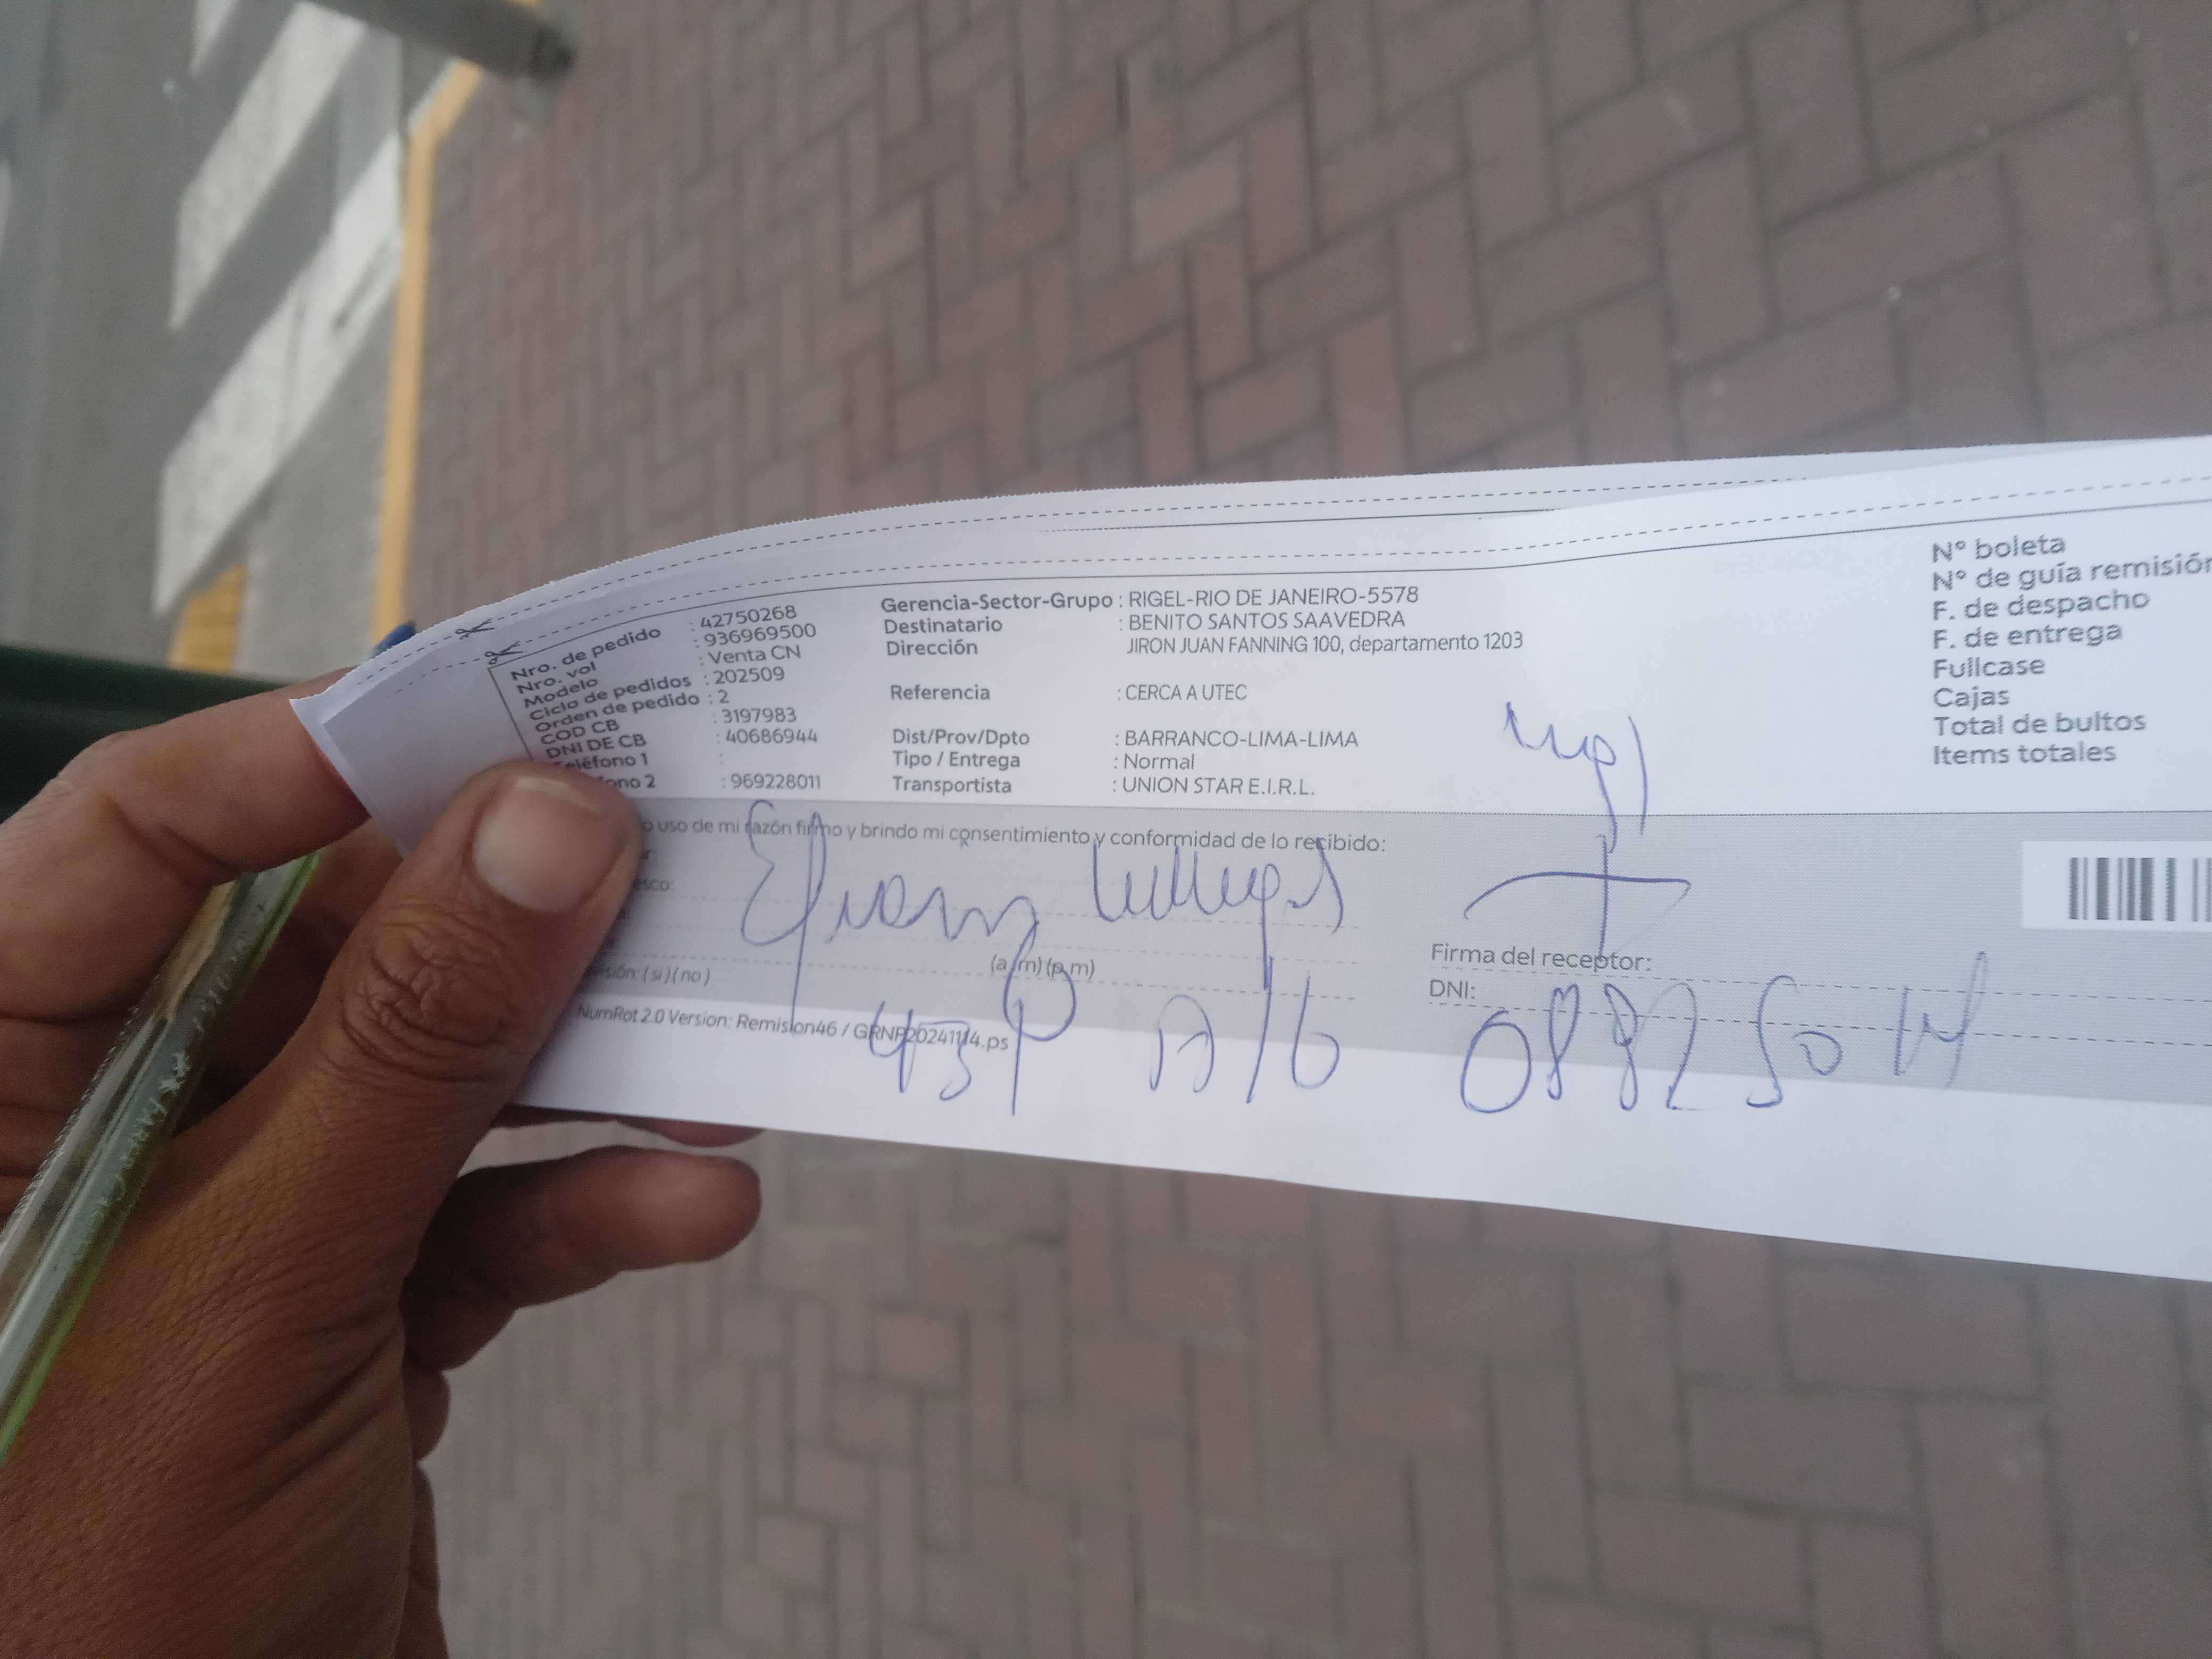 Nro. de pedido : 42750268
Nro. vol : 936969500
Modelo : Venta CN
Ciclo de pedidos : 202509
Orden de pedido : 2
COD CB : 3197983
DNI DE CB : 40686944
Teléfono 1 :
fono 2 : 969228011
Gerencia-Sector-Grupo : RIGEL-RIO DE JANEIRO-5578
Destinatario : BENITO SANTOS SAAVEDRA
Dirección JIRON JUAN FANNING 100, departamento 1203
Referencia : CERCA A UTEC
Dist/Prov/Dpto : BARRANCO-LIMA-LIMA
Tipo / Entrega : Normal
Transportista : UNION STAR E.I.R.L.
N° boleta
N° de guía remisión
F. de despacho
F. de entrega
Fullcase
Cajas
Total de bultos
Items totales
o uso de mi razón firmo y brindo mi consentimiento y conformidad de lo recibido:
esco:
(a.m) (p.m)
visión: ( si ) ( no )
Firma del receptor:
DNI:
NumRot 2.0 Version: Remision46 / GRNP20241114.ps